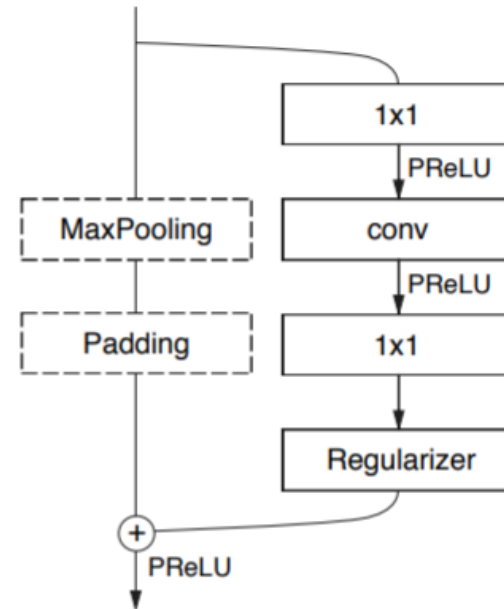 1x1
PReLU
MaxPooling
conv
PReLU
Padding
1x1
Regularizer
+
PReLU